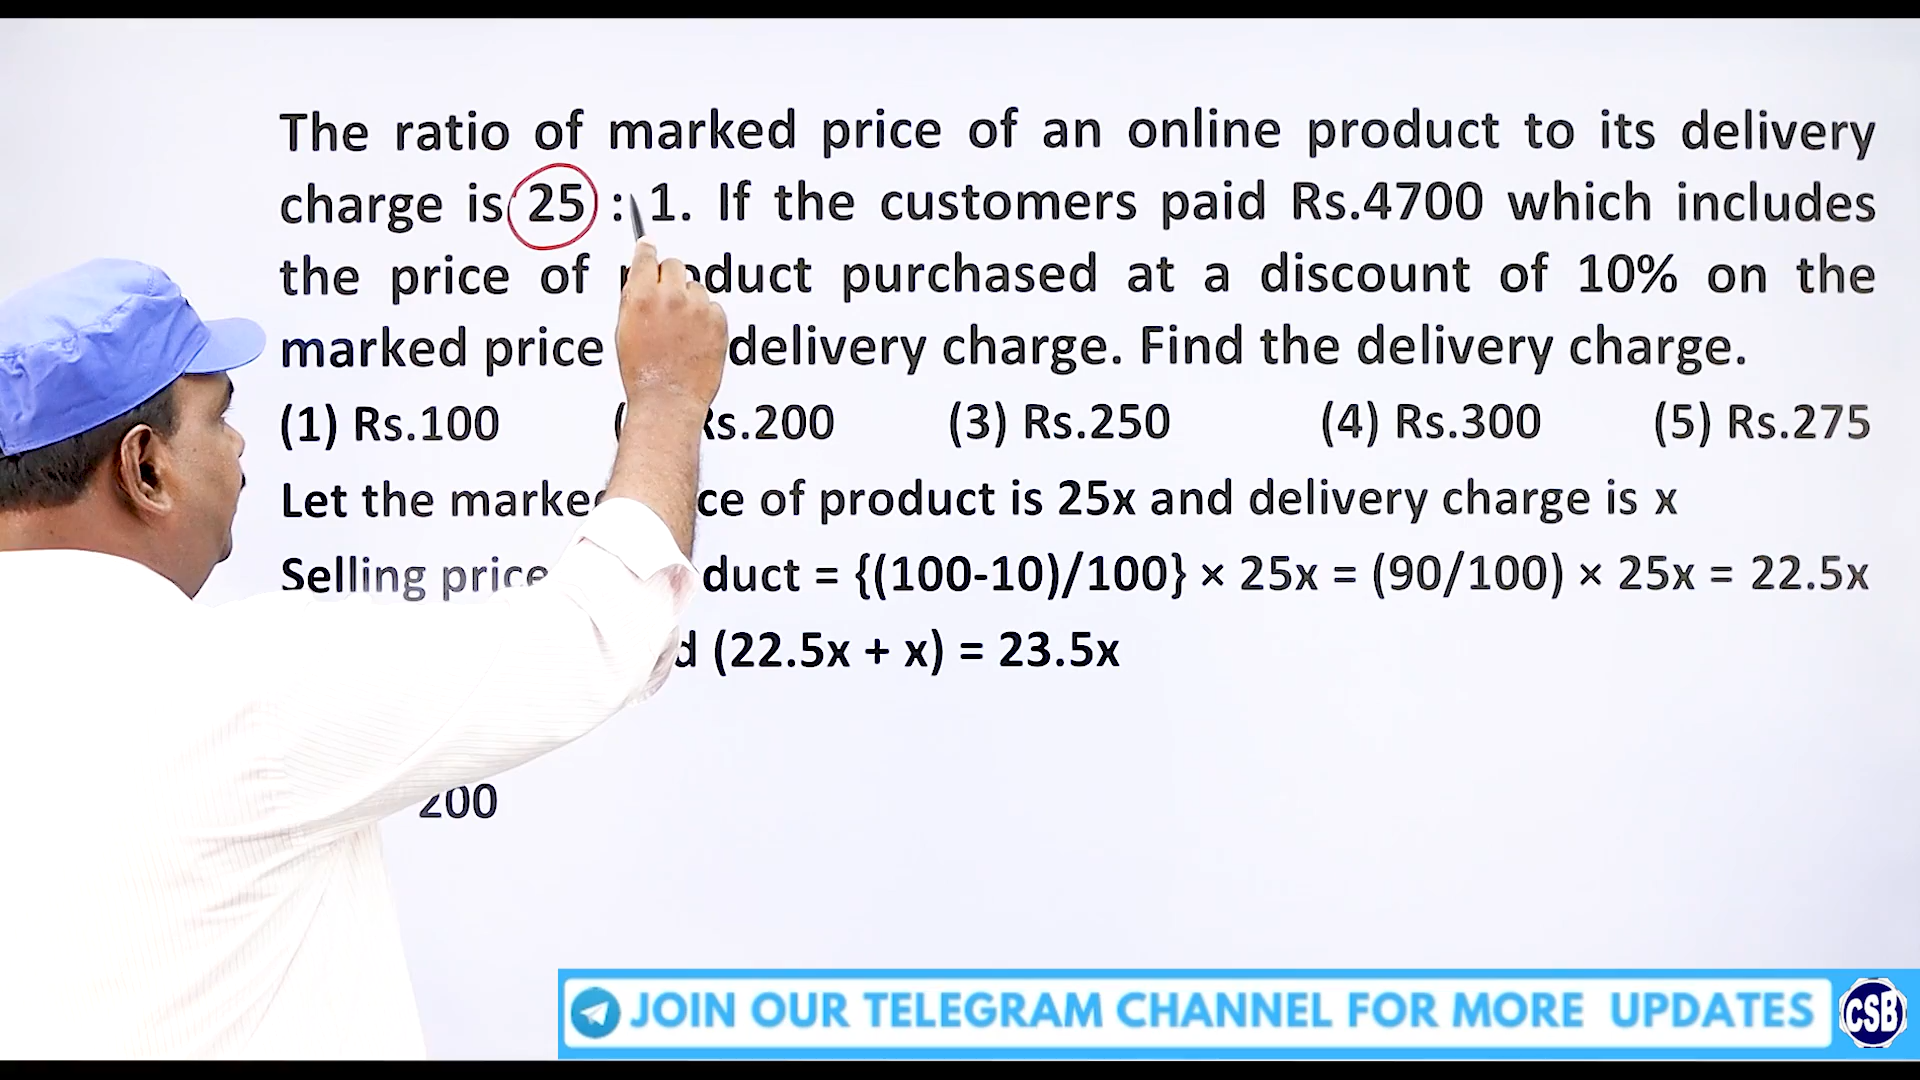 The ratio of marked price of an online product to its delivery
charge is 25 : 1. If the customers paid Rs.4700 which includes
the price of product purchased at a discount of 10% on the
marked price delivery charge. Find the delivery charge.
(1) Rs.100 Rs.200 (3) Rs.250 (4) Rs.300 (5) Rs.275
Let the marked price of product is 25x and delivery charge is x
Selling price product = {(100-10)/100} × 25x = (90/100) × 25x = 22.5x
(22.5x + x) = 23.5x
200
JOIN OUR TELEGRAM CHANNEL FOR MORE UPDATES
CSB